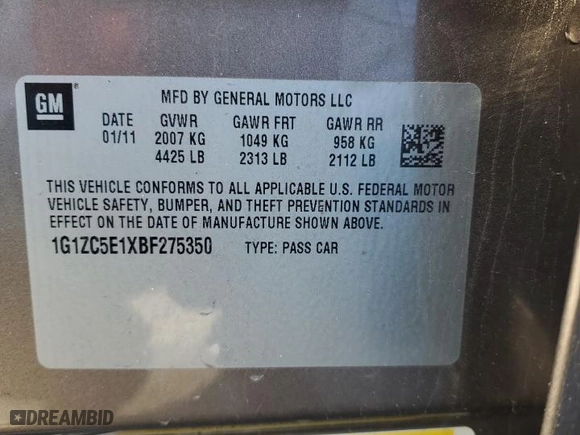 GM
MFD BY GENERAL MOTORS LLC
DATE GVWR GAWR FRT GAWR RR
01/11 2007 KG 1049 KG 958 KG
4425 LB 2313 LB 2112 LB
THIS VEHICLE CONFORMS TO ALL APPLICABLE U.S. FEDERAL MOTOR
VEHICLE SAFETY, BUMPER, AND THEFT PREVENTION STANDARDS IN
EFFECT ON THE DATE OF MANUFACTURE SHOWN ABOVE.
1G1ZC5E1XBF275350 TYPE: PASS CAR
DREAMBID